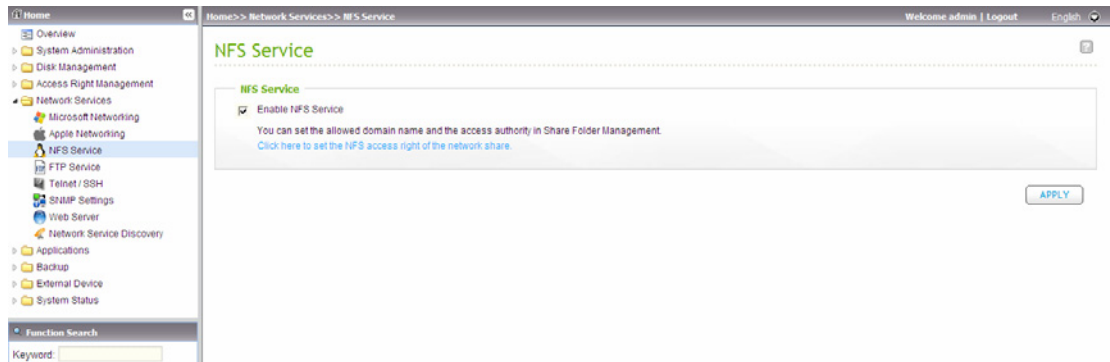 Home
Home>> Network Services>> NFS Service
Welcome admin | Logout
English
Overview
System Administration
Disk Management
Access Right Management
Network Services
Microsoft Networking
Apple Networking
NFS Service
FTP Service
Telnet / SSH
SNMP Settings
Web Server
Network Service Discovery
Applications
Backup
External Device
System Status
Function Search
Keyword:
NFS Service
NFS Service
Enable NFS Service
You can set the allowed domain name and the access authority in Share Folder Management.
Click here to set the NFS access right of the network share.
APPLY